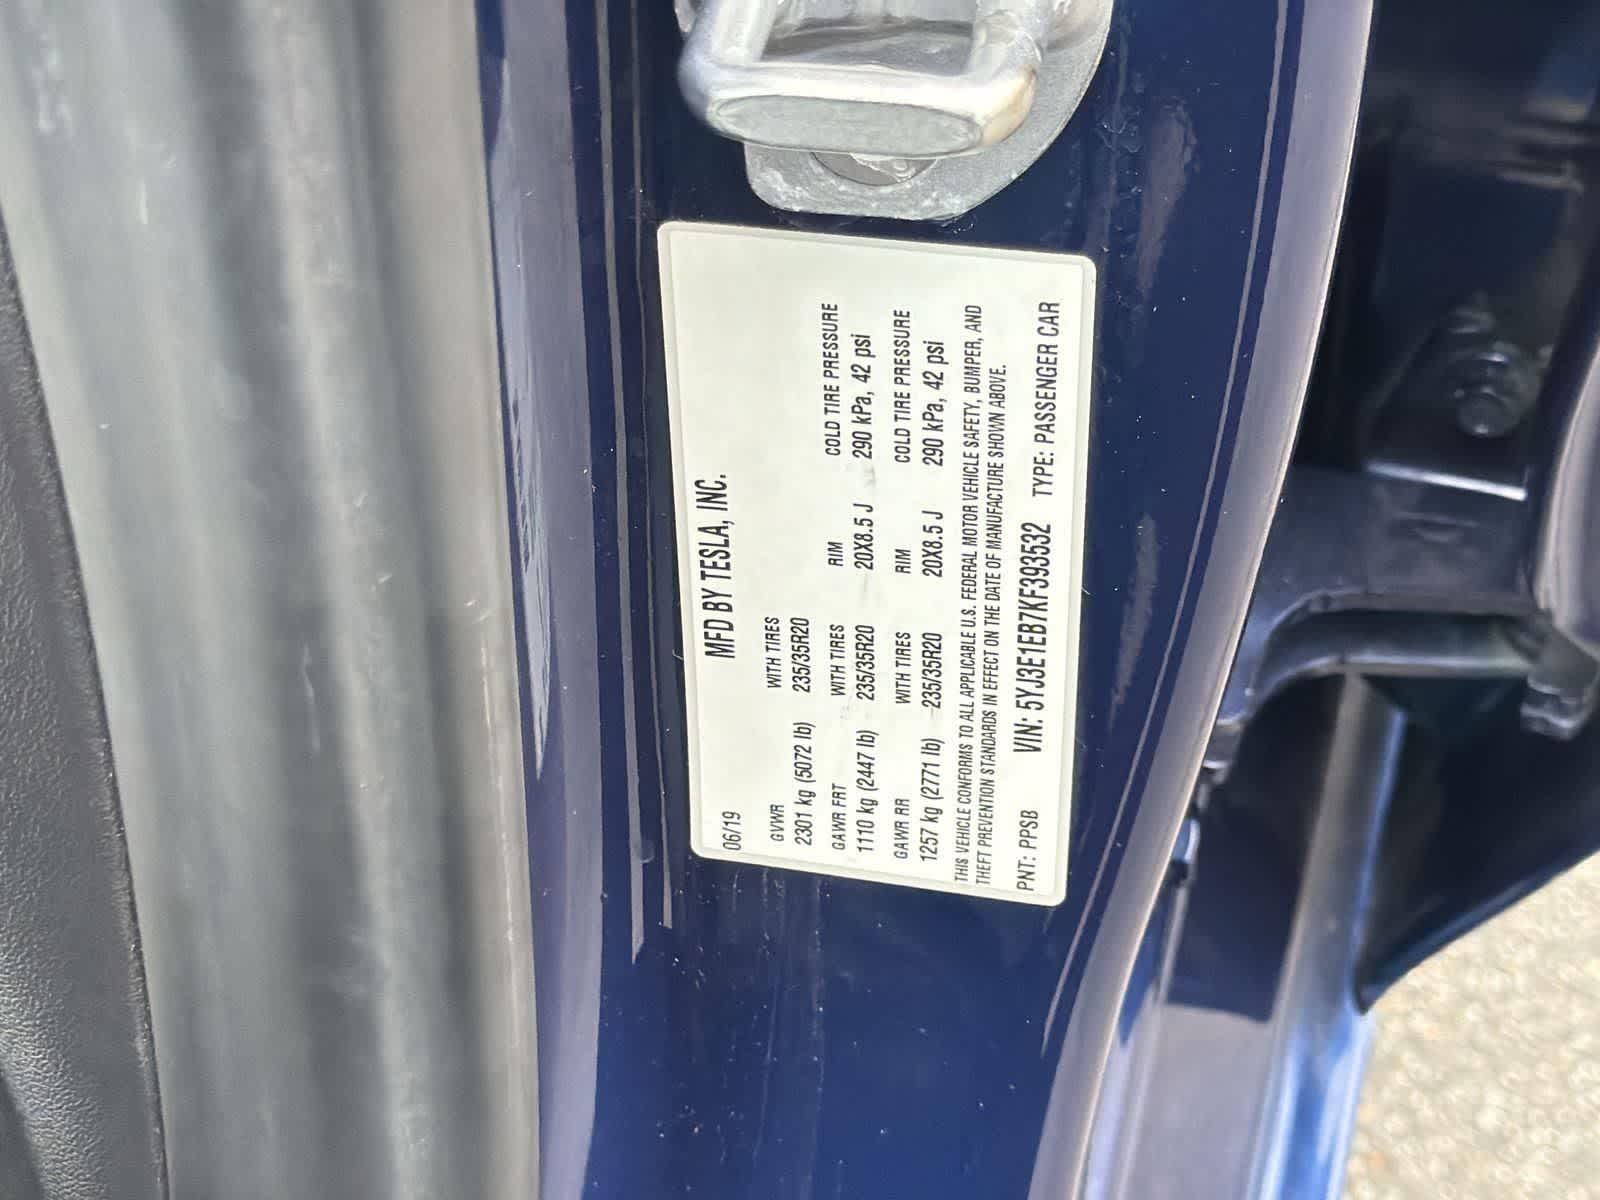 MFD BY TESLA, INC.
06/19
GVWR WITH TIRES
2301 kg (5072 lb) 235/35R20
GAWR FRT WITH TIRES RIM COLD TIRE PRESSURE
1110 kg (2447 lb) 235/35R20 20X8.5 J 290 kPa, 42 psi
GAWR RR WITH TIRES RIM COLD TIRE PRESSURE
1257 kg (2771 lb) 235/35R20 20X8.5 J 290 kPa, 42 psi
THIS VEHICLE CONFORMS TO ALL APPLICABLE U.S. FEDERAL MOTOR VEHICLE SAFETY, BUMPER, AND
THEFT PREVENTION STANDARDS IN EFFECT ON THE DATE OF MANUFACTURE SHOWN ABOVE.
PNT: PPSB VIN: 5YJ3E1EB7KF393532 TYPE: PASSENGER CAR